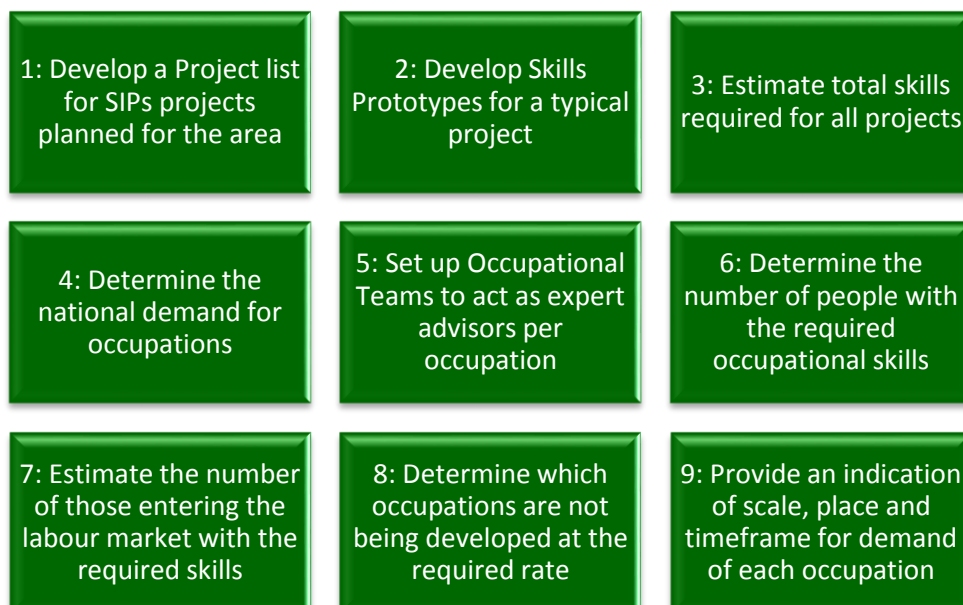 1: Develop a Project list
for SIPs projects
planned for the area
2: Develop Skills
Prototypes for a typical
project
3: Estimate total skills
required for all projects
4: Determine the
national demand for
occupations
5: Set up Occupational
Teams to act as expert
advisors per
occupation
6: Determine the
number of people with
the required
occupational skills
7: Estimate the number
of those entering the
labour market with the
required skills
8: Determine which
occupations are not
being developed at the
required rate
9: Provide an indication
of scale, place and
timeframe for demand
of each occupation